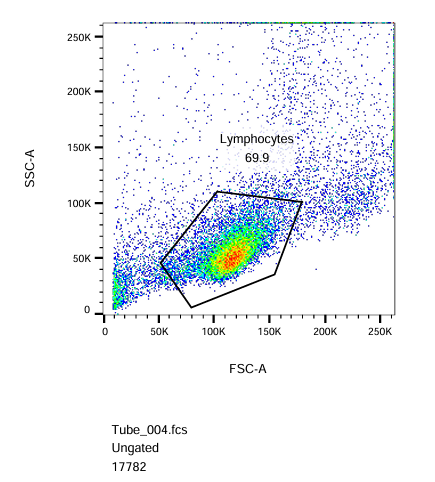 250K
200K
150K
100K
50K
0
SSC-A
Lymphocytes
69.9
0 50K 100K 150K 200K 250K
FSC-A
Tube_004.fcs
Ungated
17782